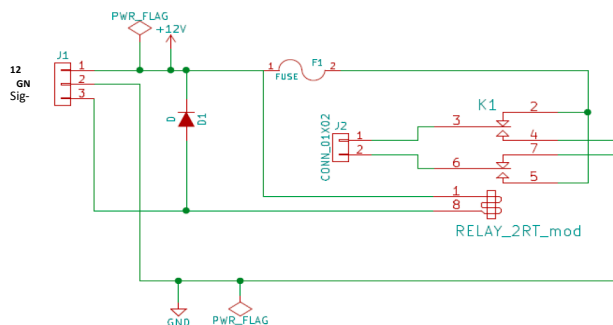 PWR_FLAG
+12V
J1
12
GN
Sig-
1
2
3
D
D1
1
FUSE
F1
2
J2
1
2
CONN_01X02
K1
3
2
4
7
6
5
1
8
RELAY_2RT_mod
GND
PWR_FLAG